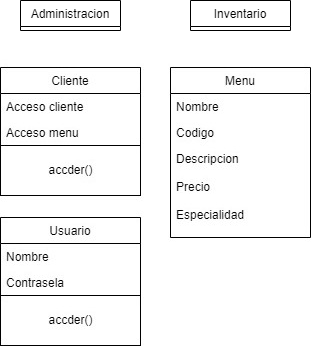 Administracion
Inventario
Cliente
Acceso cliente
Acceso menu
accder()
Menu
Nombre
Codigo
Descripcion
Precio
Especialidad
Usuario
Nombre
Contrasela
accder()